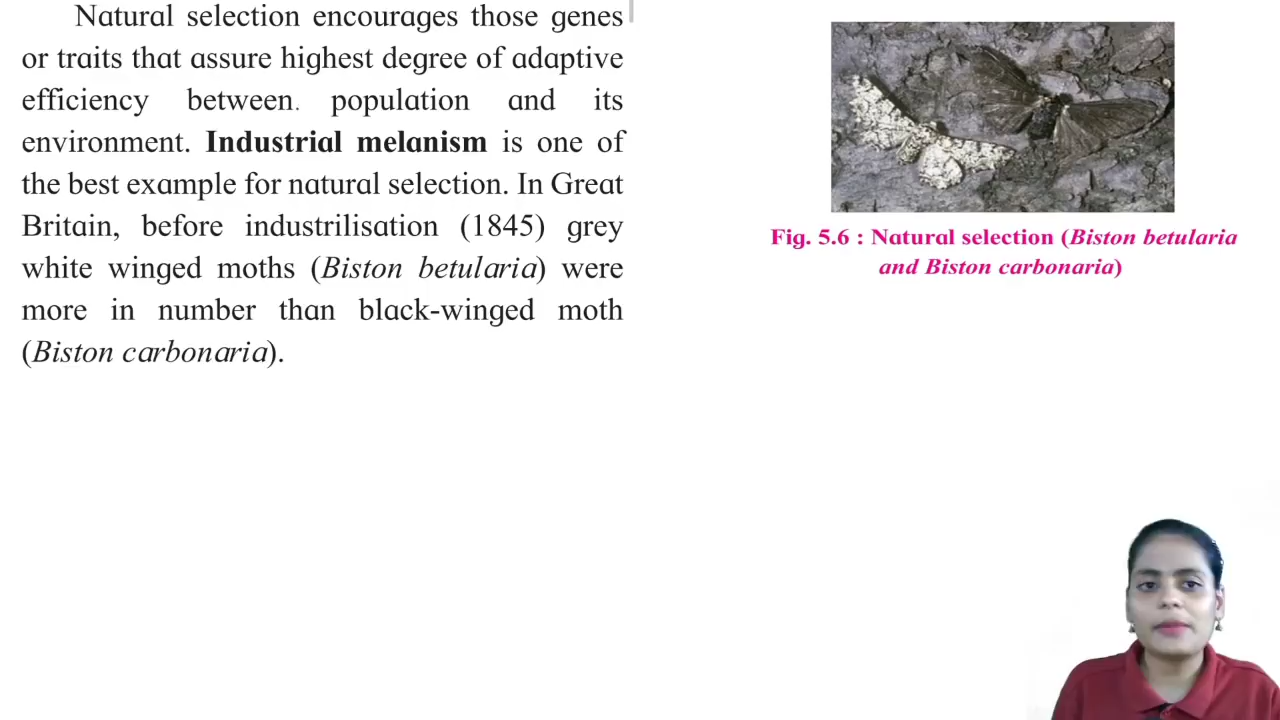 Natural selection encourages those genes
or traits that assure highest degree of adaptive
efficiency between. population and its
environment. Industrial melanism is one of
the best example for natural selection. In Great
Britain, before industrilisation (1845) grey
white winged moths (Biston betularia) were
more in number than black-winged moth
(Biston carbonaria).
Fig. 5.6 : Natural selection (Biston betularia
and Biston carbonaria)